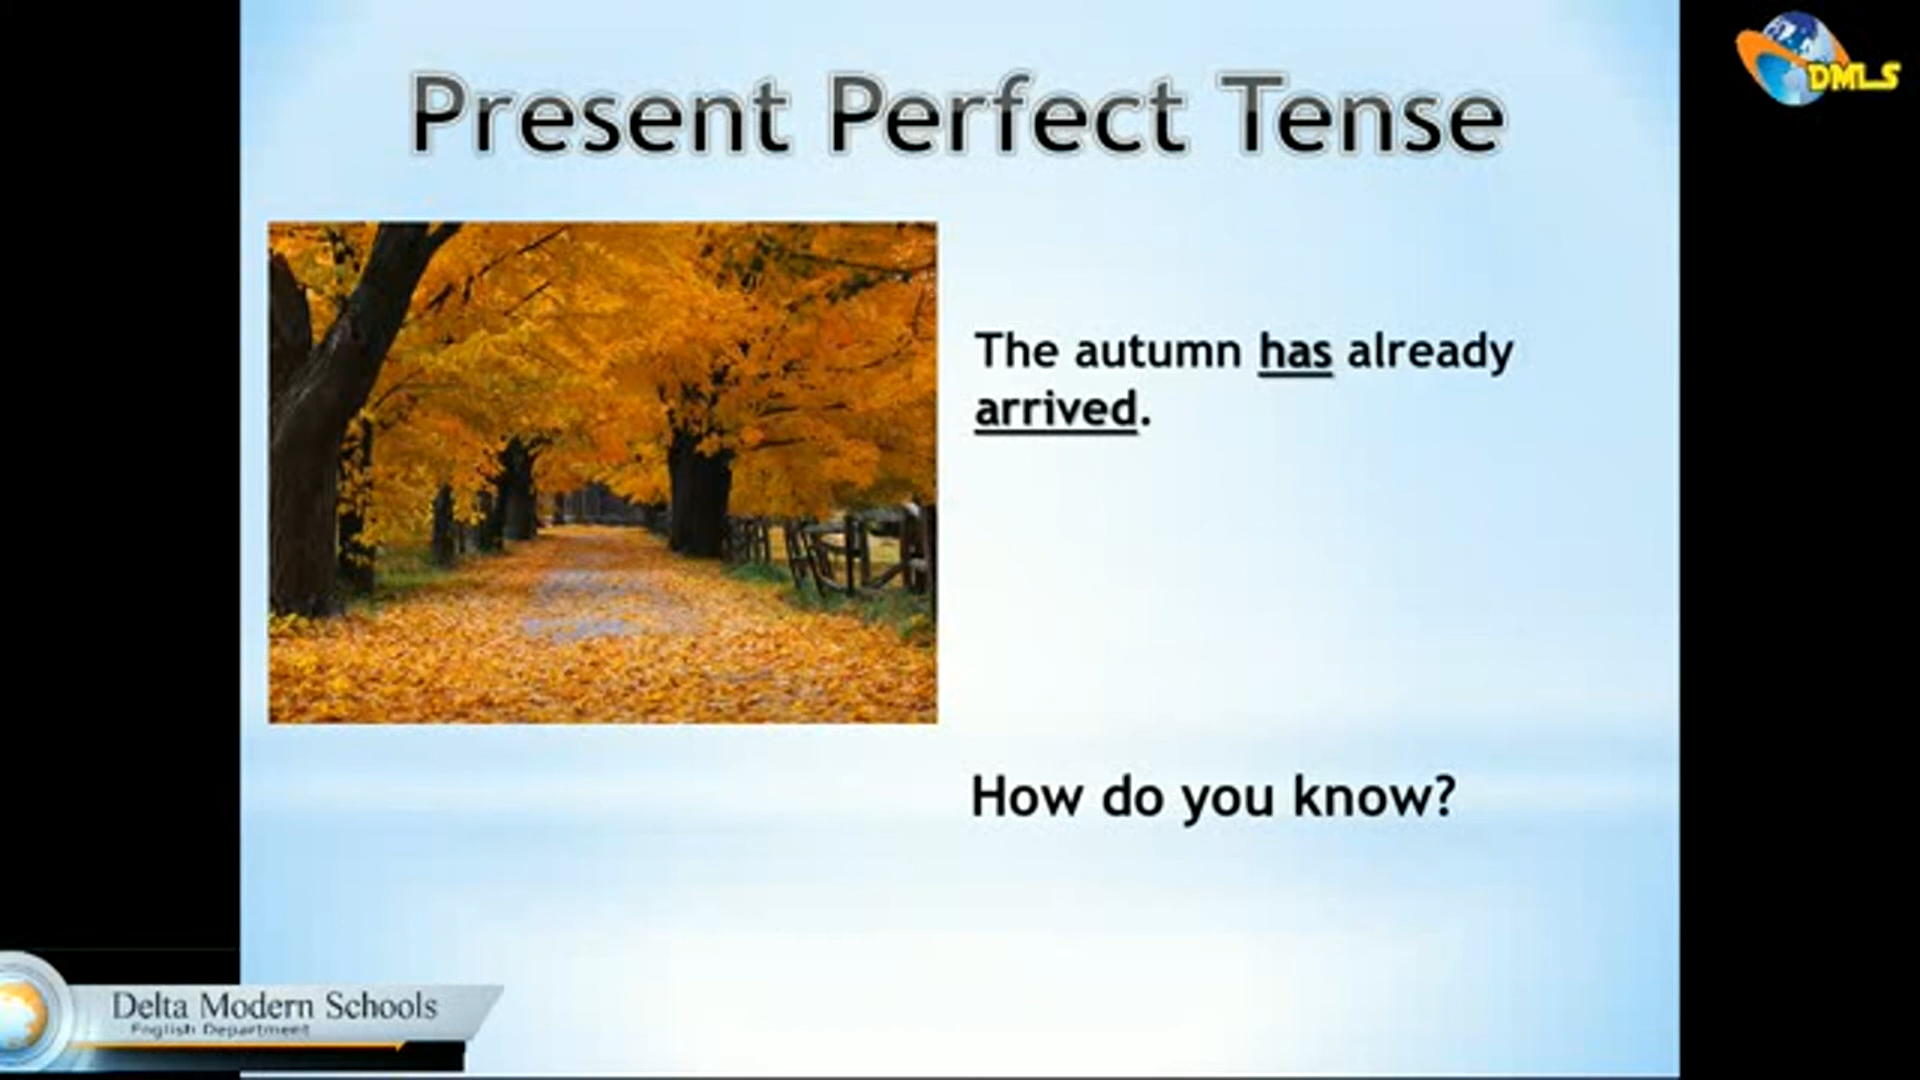 Present Perfect Tense
DMLS
The autumn has already
arrived.
How do you know?
Delta Modern Schools
English Department